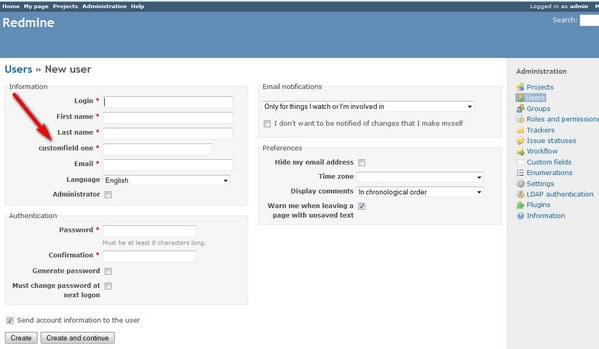 Home My page Projects Administration Help
Logged in as admin M
Redmine
Search:
Users » New user
Information
Login *
First name *
Last name *
customfield one *
Email *
Language English
Administrator
Authentication
Password *
Must be at least 8 characters long.
Confirmation *
Generate password
Must change password at
next logon
Send account information to the user
Create Create and continue
Email notifications
Only for things I watch or I'm involved in
I don't want to be notified of changes that I make myself
Preferences
Hide my email address
Time zone
Display comments In chronological order
Warn me when leaving a
page with unsaved text
Administration
Projects
Users
Groups
Roles and permissions
Trackers
Issue statuses
Workflow
Custom fields
Enumerations
Settings
LDAP authentication
Plugins
Information